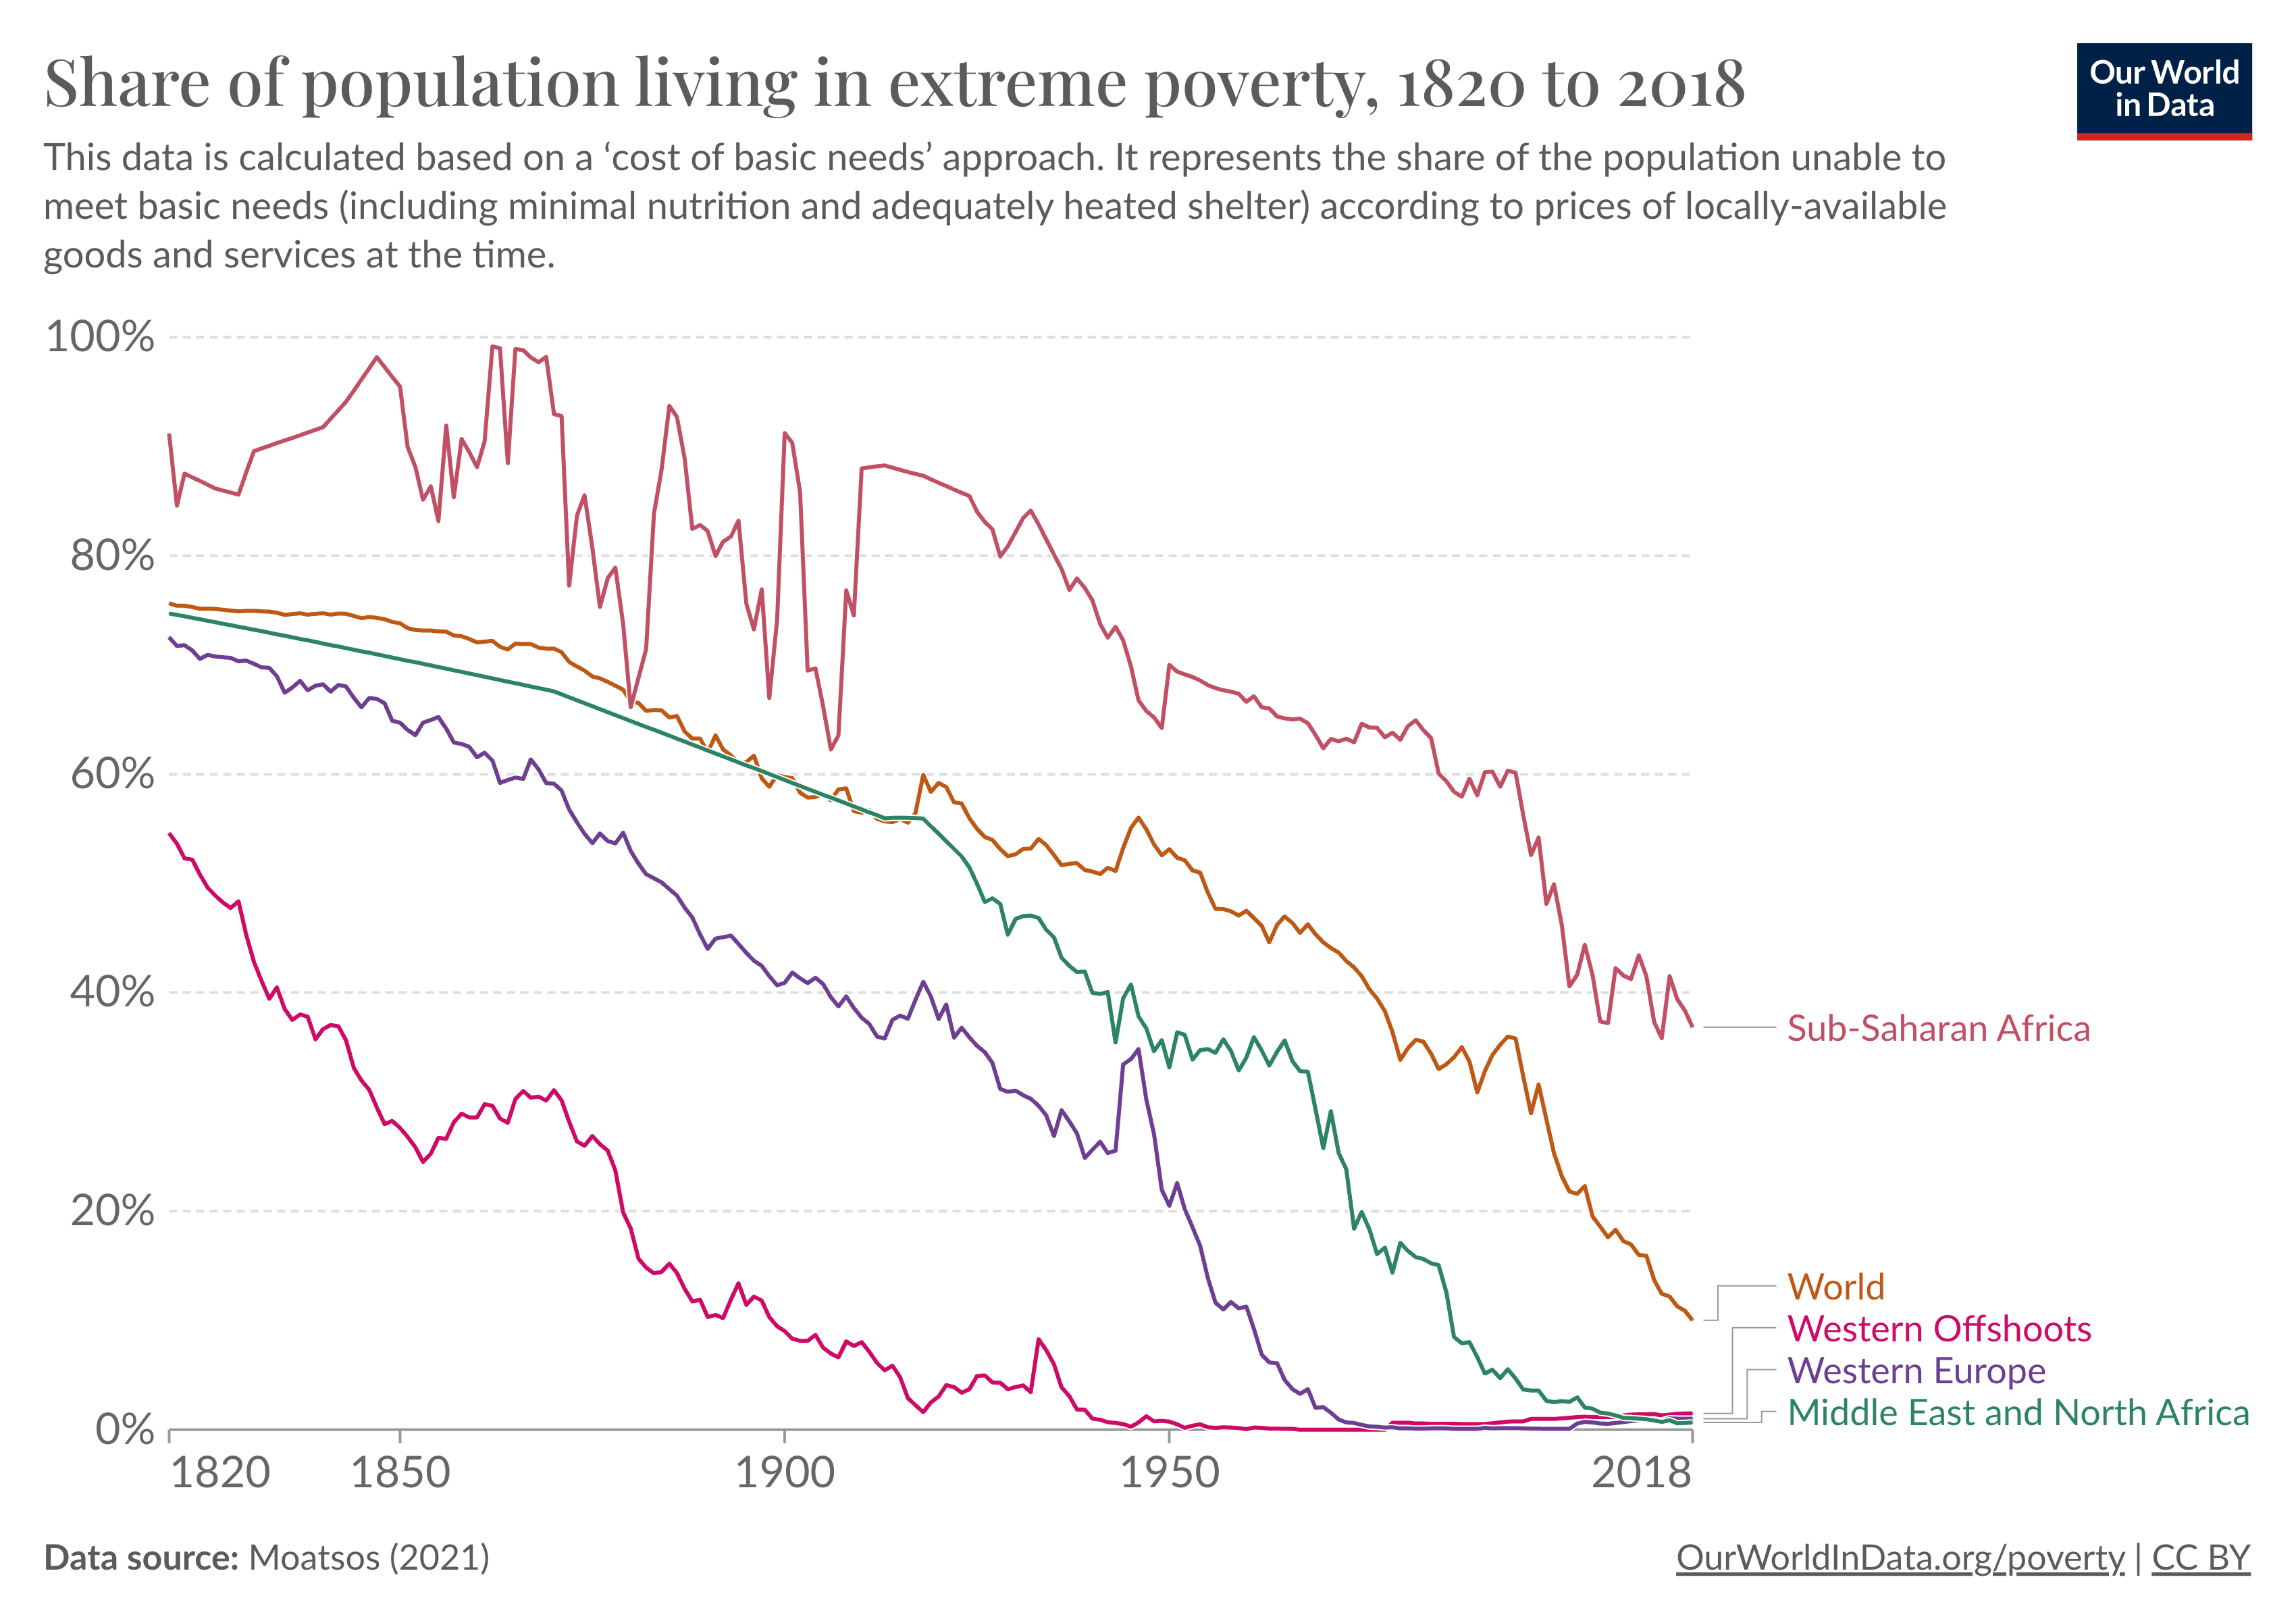 Share of population living in extreme poverty, 1820 to 2018
Our World
in Data
This data is calculated based on a ‘cost of basic needs’ approach. It represents the share of the population unable to
meet basic needs (including minimal nutrition and adequately heated shelter) according to prices of locally-available
goods and services at the time.
100%
80%
60%
40%
20%
0%
Sub-Saharan Africa
World
Western Offshoots
Western Europe
Middle East and North Africa
1820
1850
1900
1950
2018
Data source: Moatsos (2021)
OurWorldInData.org/poverty | CC BY